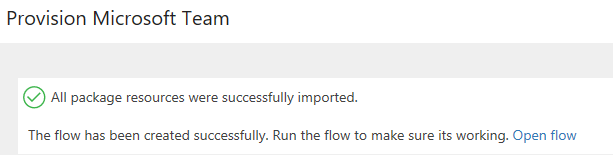 Provision Microsoft Team
All package resources were successfully imported.
The flow has been created successfully. Run the flow to make sure its working. Open flow